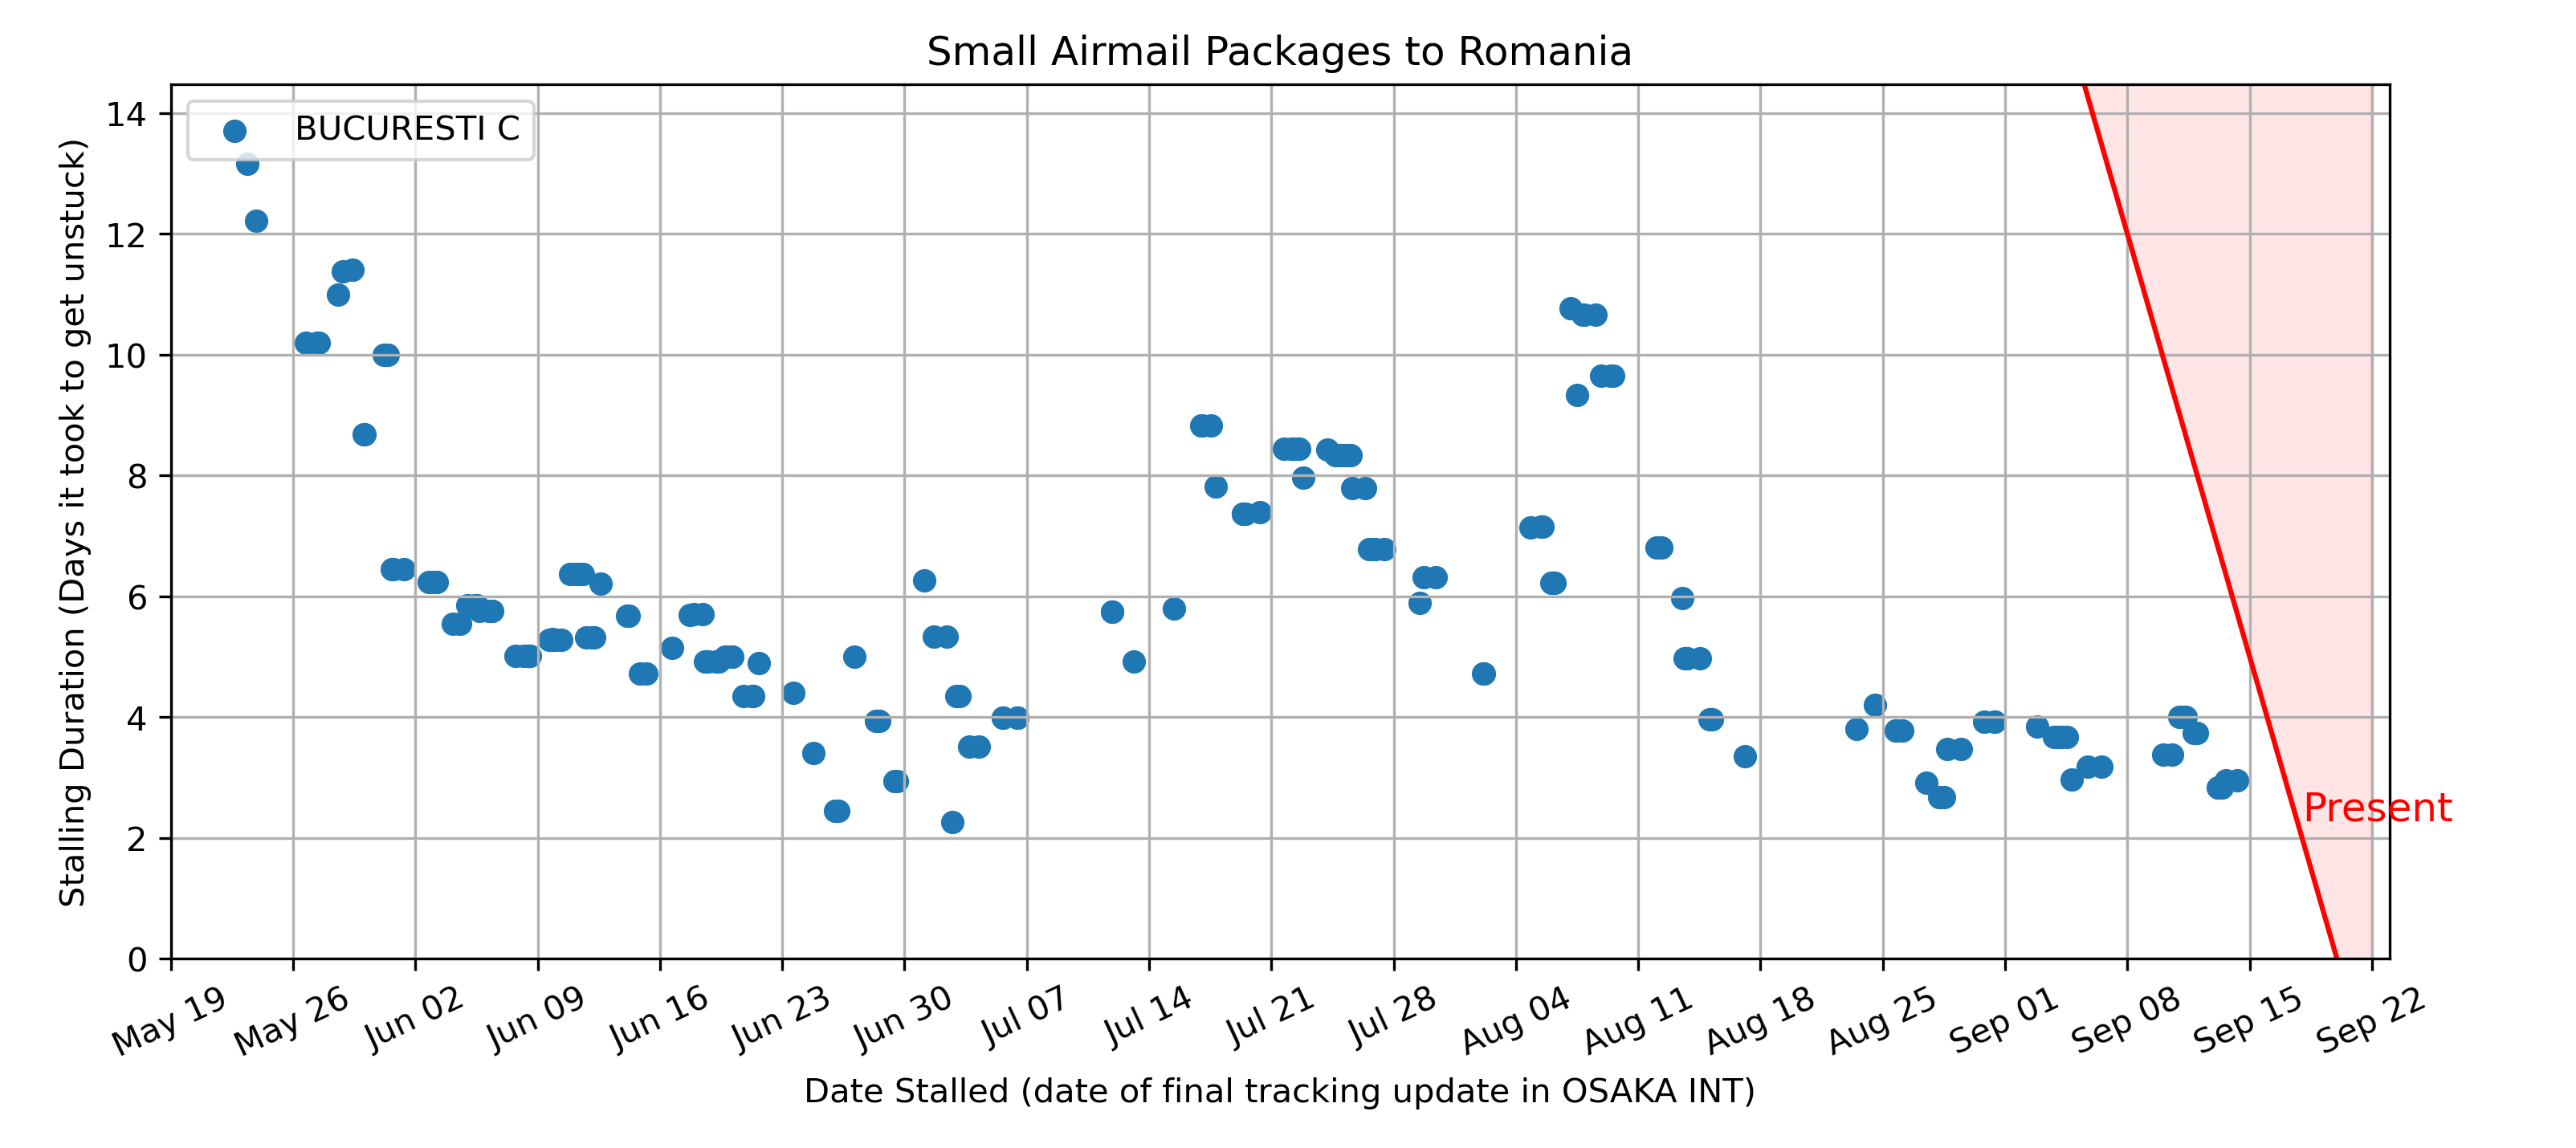 Small Airmail Packages to Romania
BUCURESTI C
Stalling Duration (Days it took to get unstuck)
14
12
10
8
6
4
2
0
Present
May 19
May 26
Jun 02
Jun 09
Jun 16
Jun 23
Jun 30
Jul 07
Jul 14
Jul 21
Jul 28
Aug 04
Aug 11
Aug 18
Aug 25
Sep 01
Sep 08
Sep 15
Sep 22
Date Stalled (date of final tracking update in OSAKA INT)